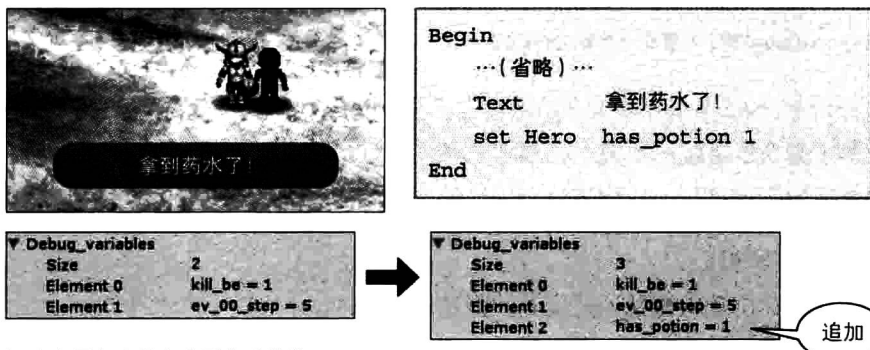 拿到药水了!
Begin
…(省略)…
Text 拿到药水了!
set Hero has_potion 1
End
▼ Debug_variables
Size 2
Element 0 kill_be = 1
Element 1 ev_00_step = 5
▼ Debug_variables
Size 3
Element 0 kill_be = 1
Element 1 ev_00_step = 5
Element 2 has_potion = 1
追加